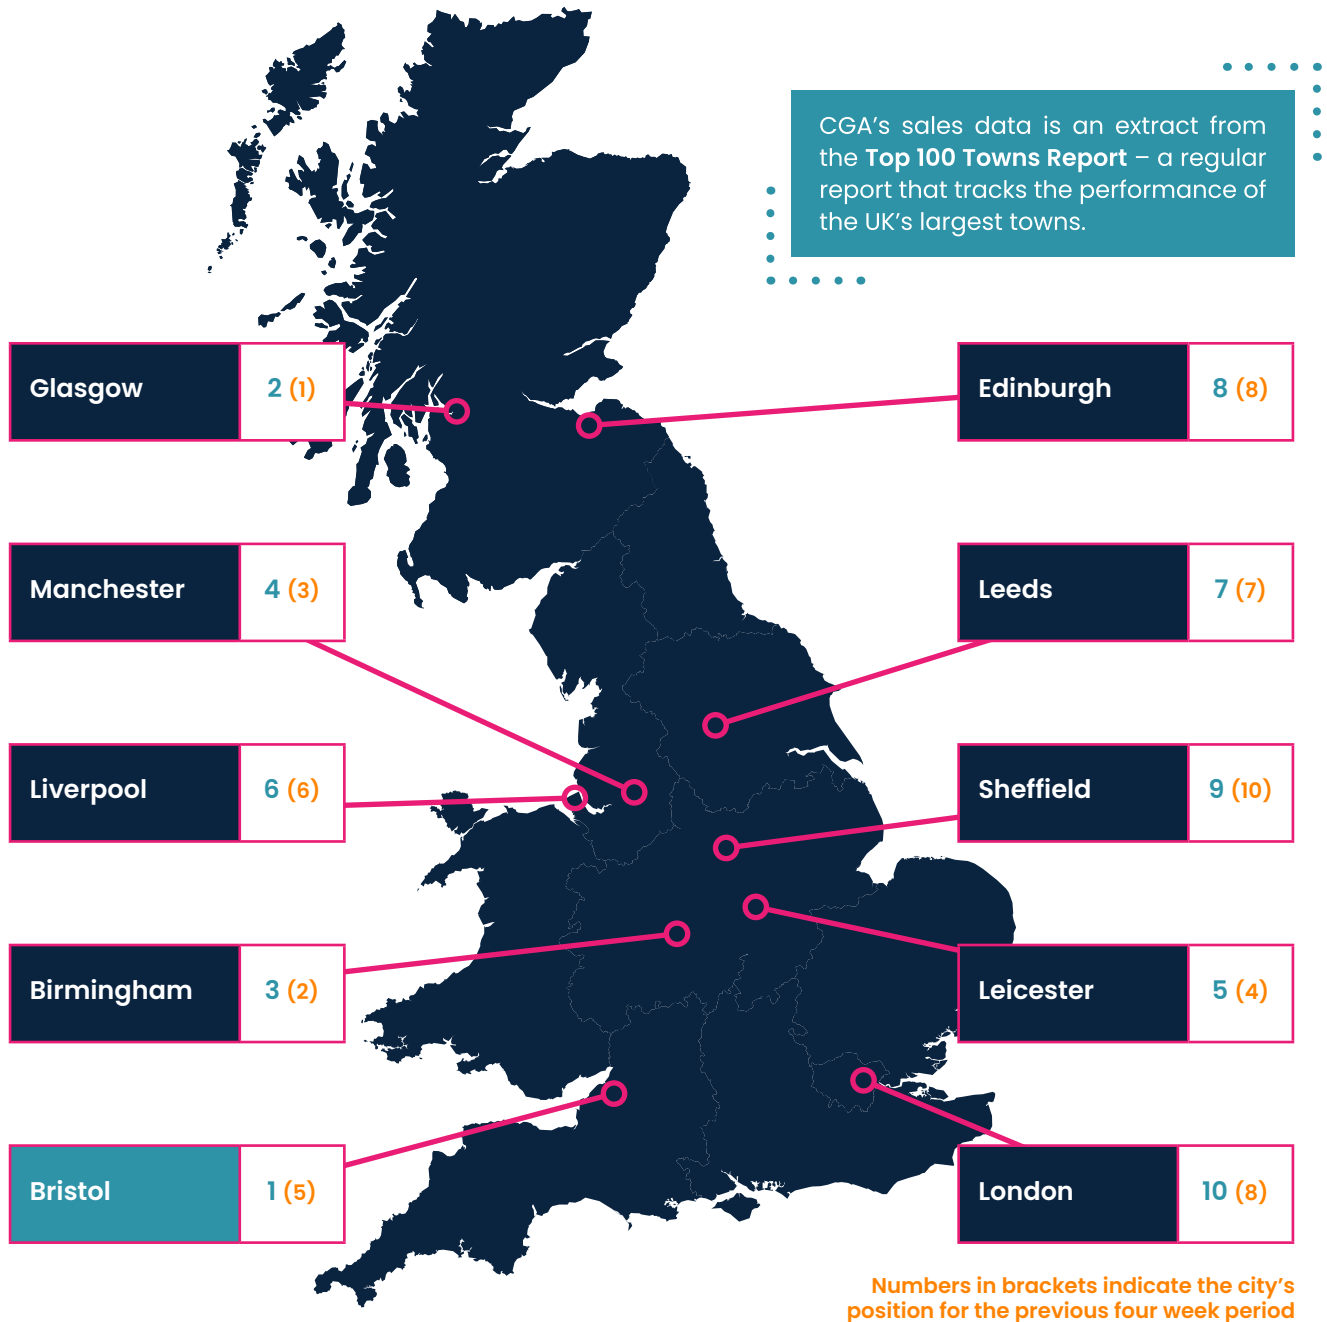 CGA’s sales data is an extract from
the Top 100 Towns Report – a regular
report that tracks the performance of
the UK’s largest towns.
Glasgow 2 (1)
Edinburgh 8 (8)
Manchester 4 (3)
Leeds 7 (7)
Liverpool 6 (6)
Sheffield 9 (10)
Birmingham 3 (2)
Leicester 5 (4)
Bristol 1 (5)
London 10 (8)
Numbers in brackets indicate the city’s
position for the previous four week period